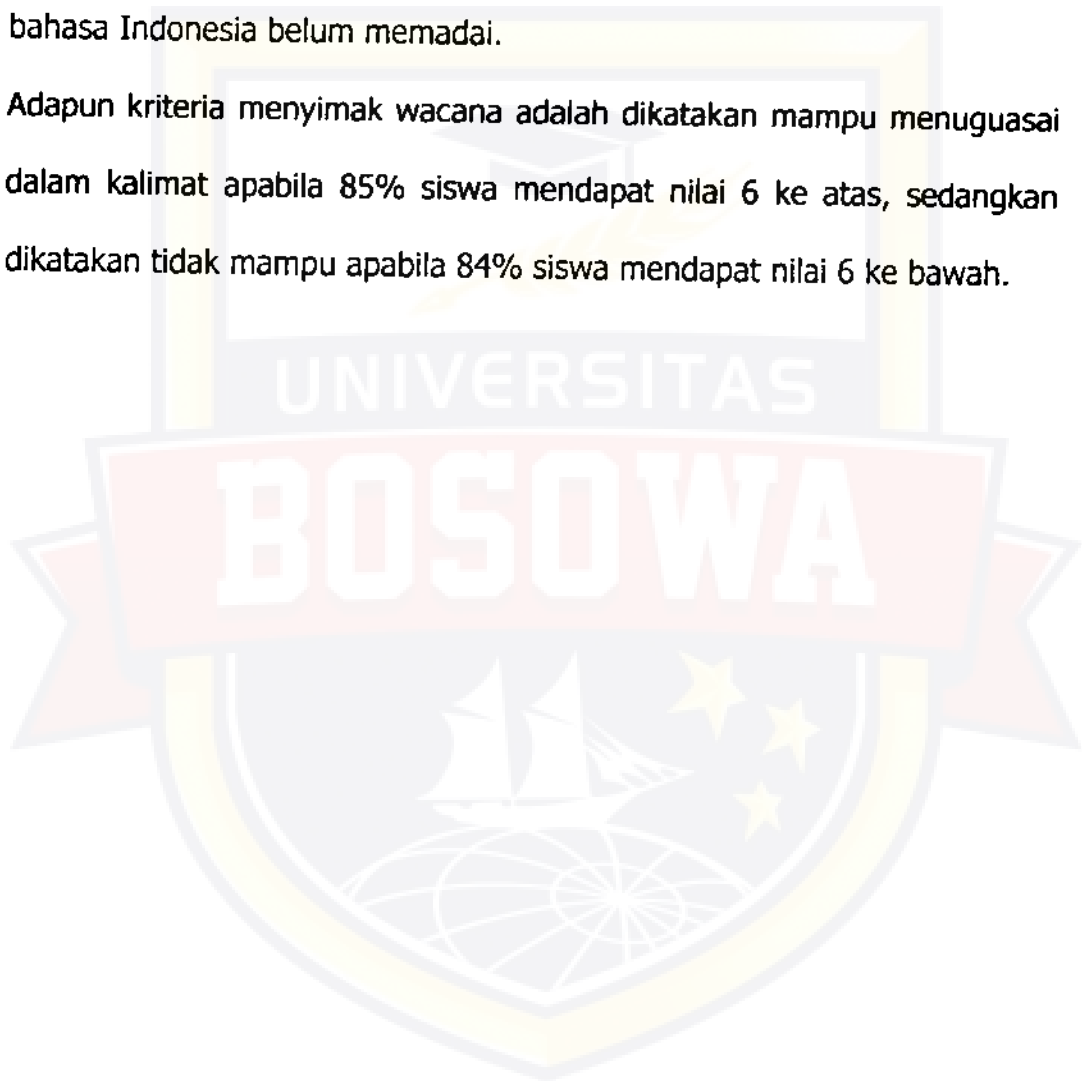 bahasa Indonesia belum memadai.
Adapun kriteria menyimak wacana adalah dikatakan mampu menuguasai
dalam kalimat apabila 85% siswa mendapat nilai 6 ke atas, sedangkan
dikatakan tidak mampu apabila 84% siswa mendapat nilai 6 ke bawah.
UNIVERSITAS
BOSOWA